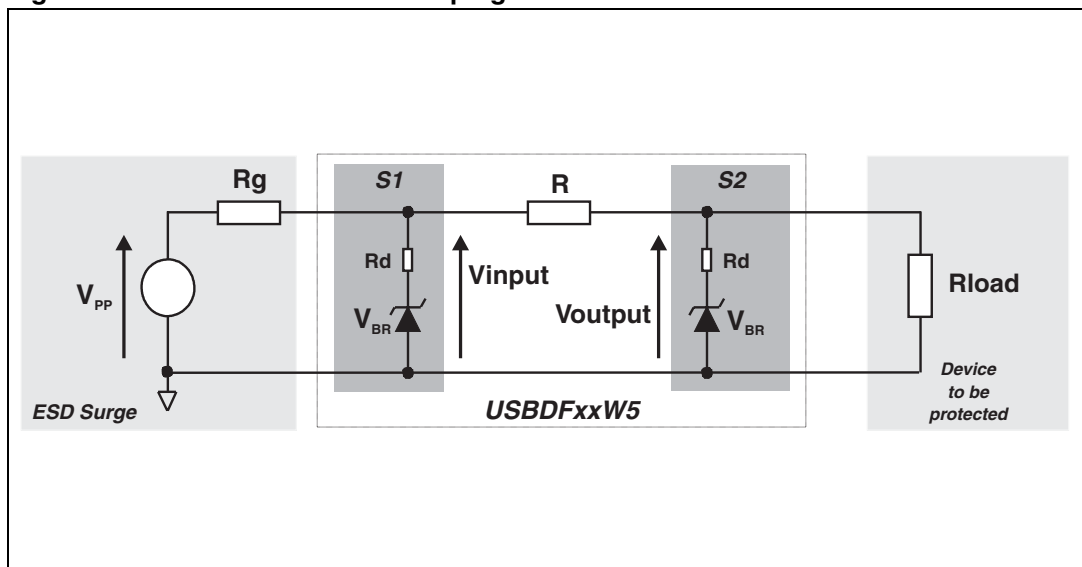 Rg
S1
R
S2
Rd
Vinput
Rd
Rload
VPP
VBR
Voutput
VBR
ESD Surge
USBDFxxW5
Device
to be
protected